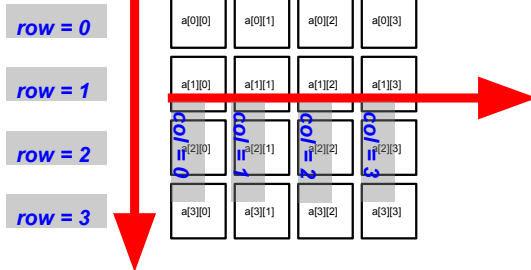 row = 0
a[0][0] a[0][1] a[0][2] a[0][3]
row = 1
a[1][0] a[1][1] a[1][2] a[1][3]
col = 0
col = 1
col = 2
col = 3
row = 2
a[2][0] a[2][1] a[2][2] a[2][3]
row = 3
a[3][0] a[3][1] a[3][2] a[3][3]